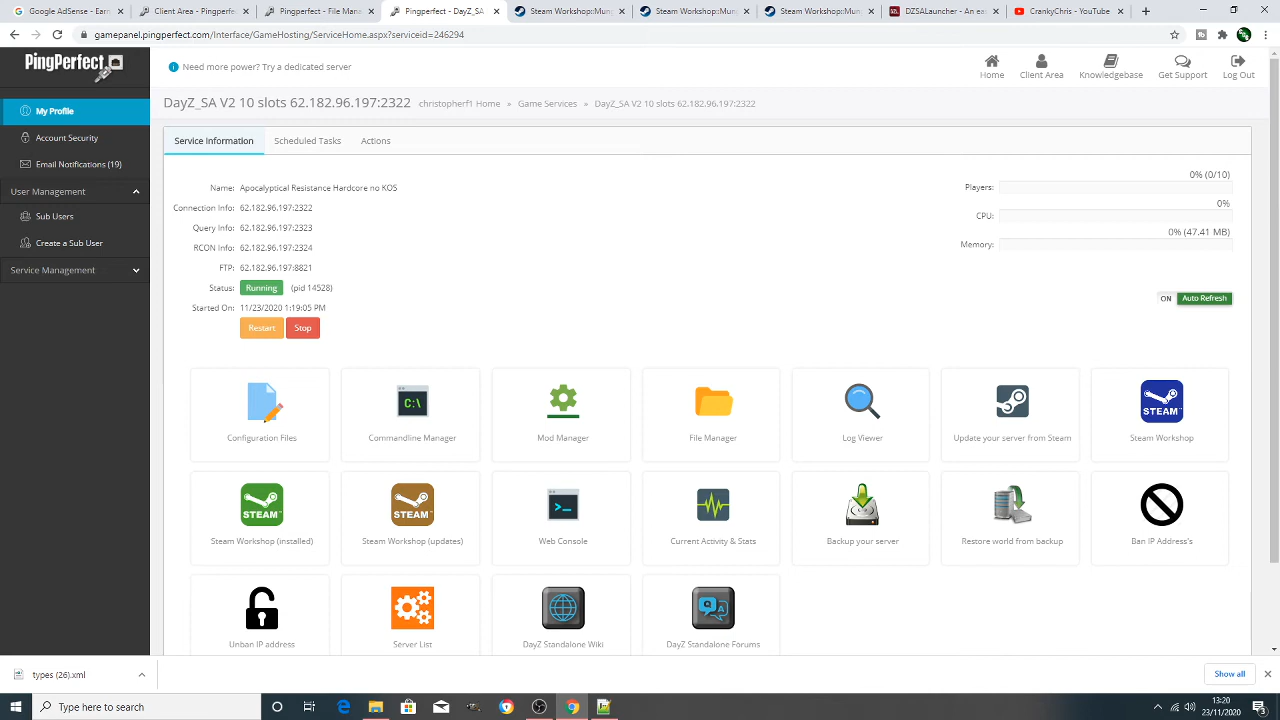 Google AdSense - Earn
Client Area - Pingperfec
Pingperfect - File Mana
Pingperfect - DayZ_SA
Steam Workshop::Mung
Steam Workshop::Mung
Steam Workshop::Mung
DZSALauncher - An ea
CrankyChris - YouTube
gamepanel.pingperfect.com/Interface/GameHosting/ServiceHome.aspx?serviceid=246294
PingPerfect
Need more power? Try a dedicated server
Home
Client Area
Knowledgebase
Get Support
Log Out
DayZ_SA V2 10 slots 62.182.96.197:2322 christopherf1 Home » Game Services » DayZ_SA V2 10 slots 62.182.96.197:2322
My Profile
Account Security
Email Notifications (19)
User Management
Sub Users
Create a Sub User
Service Management
Service Information
Scheduled Tasks
Actions
Name: Apocalyptical Resistance Hardcore no KOS
Connection Info: 62.182.96.197:2322
Query Info: 62.182.96.197:2323
RCON Info: 62.182.96.197:2324
FTP: 62.182.96.197:8821
Status: Running (pid 14528)
Started On: 11/23/2020 1:19:05 PM
Restart
Stop
0% (0/10)
Players:
0%
CPU:
0% (47.41 MB)
Memory:
ON Auto Refresh
C:\
STEAM
Configuration Files
Commandline Manager
Mod Manager
File Manager
Log Viewer
Update your server from Steam
Steam Workshop
STEAM
STEAM
>_
Steam Workshop (installed)
Steam Workshop (updates)
Web Console
Current Activity & Stats
Backup your server
Restore world from backup
Ban IP Address's
Q A
Unban IP address
Server List
DayZ Standalone Wiki
DayZ Standalone Forums
types (26).xml
Show all
Type here to search
13:20
23/11/2020